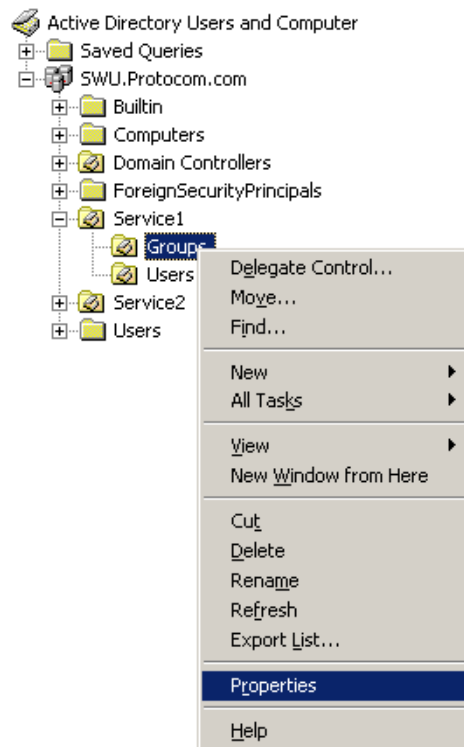 Active Directory Users and Computer
Saved Queries
SWU.Protocom.com
Builtin
Computers
Domain Controllers
ForeignSecurityPrincipals
Service1
Groups
Users
Service2
Users
Delegate Control...
Move...
Find...
New
All Tasks
View
New Window from Here
Cut
Delete
Rename
Refresh
Export List...
Properties
Help